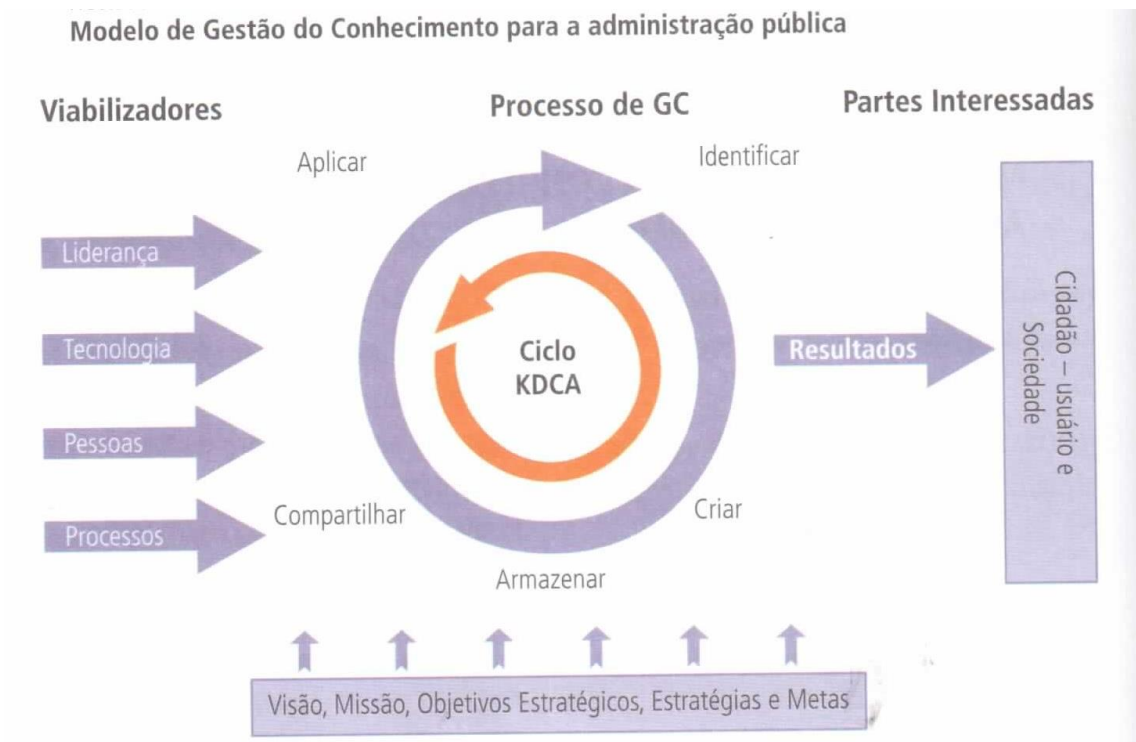 Modelo de Gestão do Conhecimento para a administração pública
Viabilizadores
Processo de GC
Partes Interessadas
Aplicar
Identificar
Liderança
Tecnologia
Pessoas
Processos
Ciclo
KDCA
Compartilhar
Criar
Armazenar
Resultados
Cidadão – usuário e
Sociedade
Visão, Missão, Objetivos Estratégicos, Estratégias e Metas